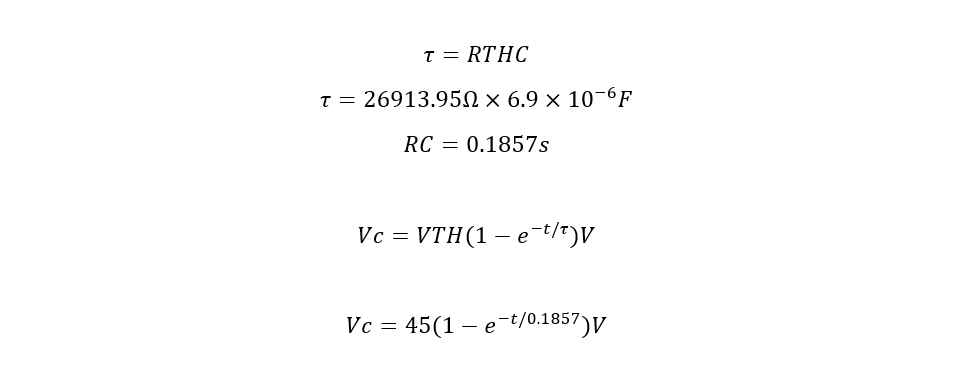 τ = RTHC
τ = 26913.95Ω × 6.9 × 10⁻⁶F
RC = 0.1857s
Vc = VTH(1 − e^{−t/τ})V
Vc = 45(1 − e^{−t/0.1857})V